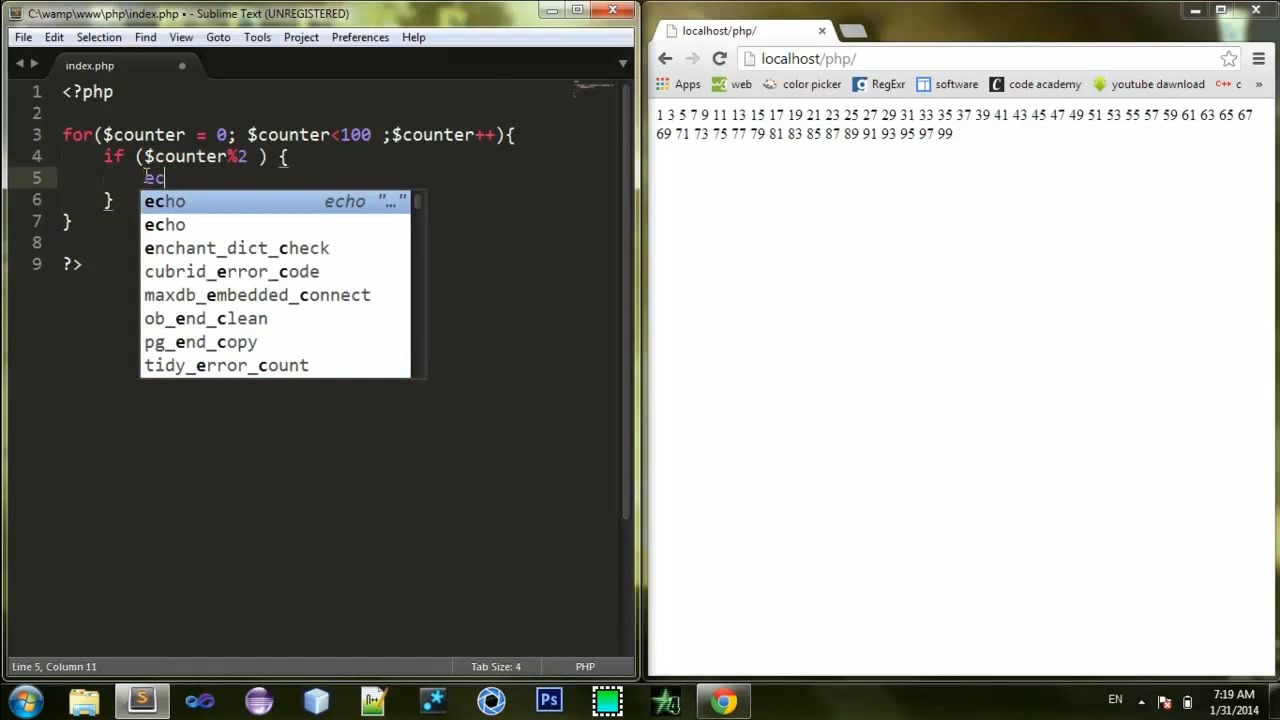 C:\wamp\www\php\index.php • - Sublime Text (UNREGISTERED)
File Edit Selection Find View Goto Tools Project Preferences Help
index.php
1 <?php
2
3 for($counter = 0; $counter<100 ;$counter++){
4 if ($counter%2 ) {
5 ec
6 }
7 }
8
9 ?>
echo echo "…"
echo
enchant_dict_check
cubrid_error_code
maxdb_embedded_connect
ob_end_clean
pg_end_copy
tidy_error_count
Line 5, Column 11 Tab Size: 4 PHP
localhost/php/
localhost/php/
Apps web color picker RegExr software code academy youtube dawnload C++ c »
1 3 5 7 9 11 13 15 17 19 21 23 25 27 29 31 33 35 37 39 41 43 45 47 49 51 53 55 57 59 61 63 65 67
69 71 73 75 77 79 81 83 85 87 89 91 93 95 97 99
Ps
EN 7:19 AM
1/31/2014